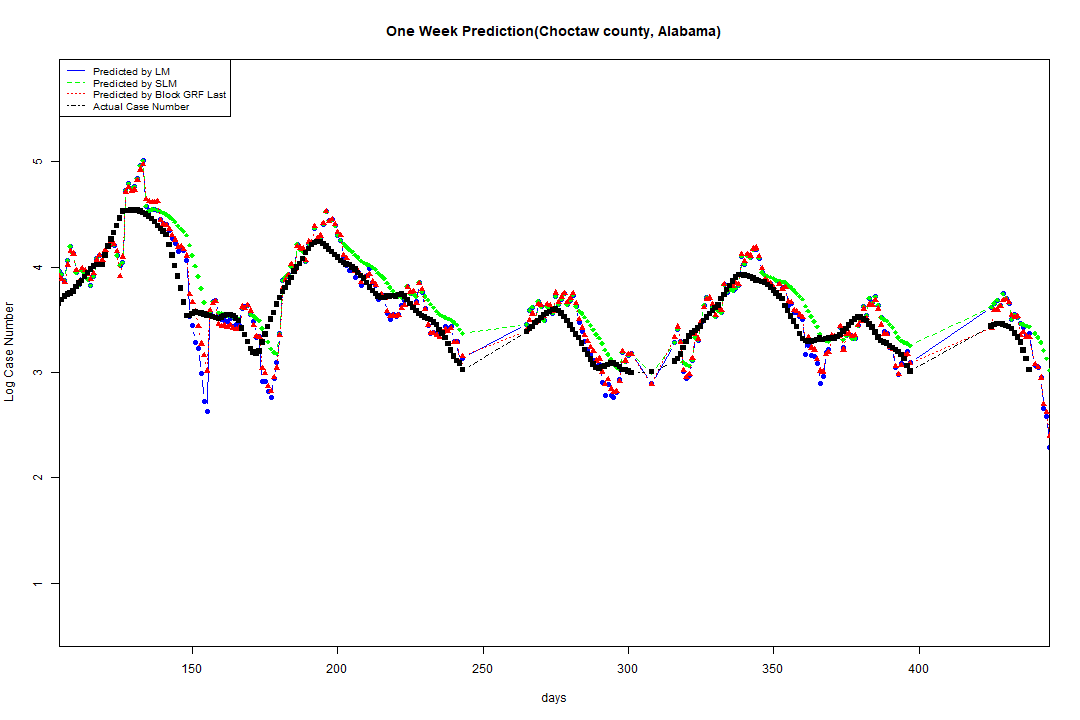 One Week Prediction(Choctaw county, Alabama)
Predicted by LM
Predicted by SLM
Predicted by Block GRF Last
Actual Case Number
5
4
3
2
1
Log Case Number
150 200 250 300 350 400
days